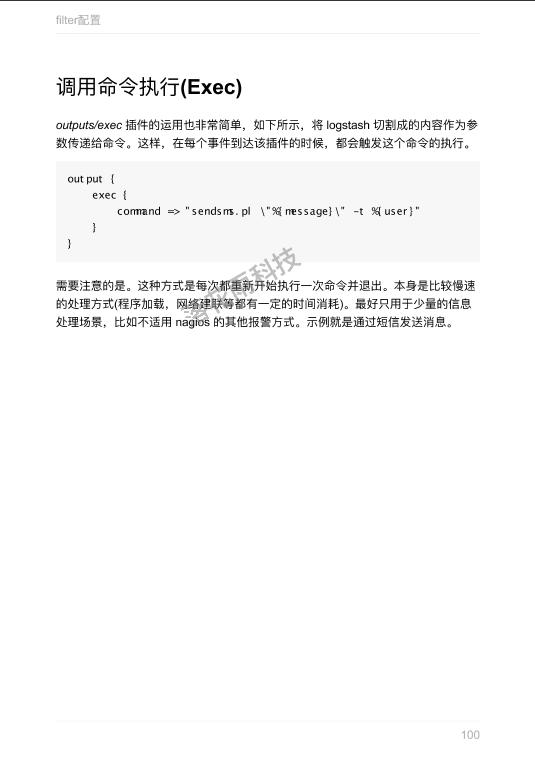 filter配置
调用命令执行(Exec)
outputs/exec 插件的运用也非常简单，如下所示，将 logstash 切割成的内容作为参
数传递给命令。这样，在每个事件到达该插件的时候，都会触发这个命令的执行。
output {
    exec {
        command => "sendsms.pl \"%{message}\" -t %{user}"
    }
}
需要注意的是。这种方式是每次都重新开始执行一次命令并退出。本身是比较慢速
的处理方式(程序加载，网络建联等都有一定的时间消耗)。最好只用于少量的信息
处理场景，比如不适用 nagios 的其他报警方式。示例就是通过短信发送消息。
洛花雨科技
100